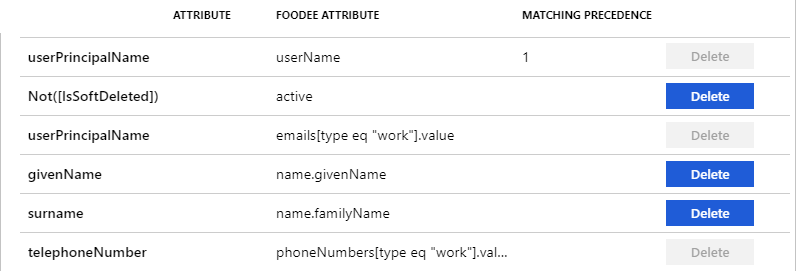 ATTRIBUTE FOODEE ATTRIBUTE MATCHING PRECEDENCE
userPrincipalName userName 1 Delete
Not([IsSoftDeleted]) active Delete
userPrincipalName emails[type eq "work"].value Delete
givenName name.givenName Delete
surname name.familyName Delete
telephoneNumber phoneNumbers[type eq "work"].val... Delete